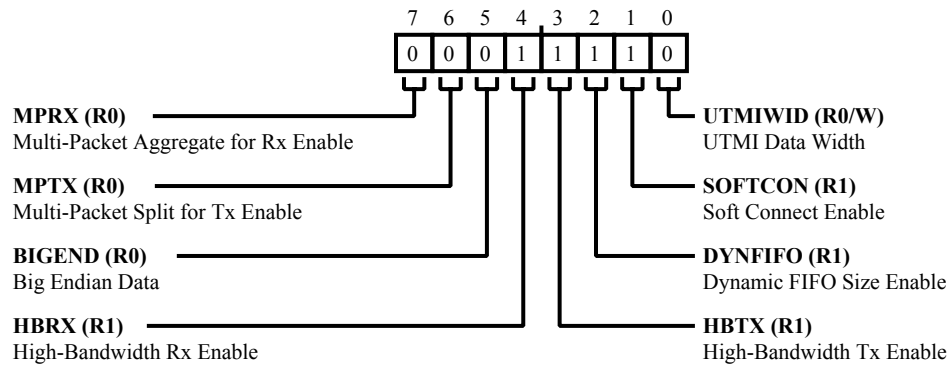 7 6 5 4 3 2 1 0
0 0 0 1 1 1 1 0
MPRX (R0)
Multi-Packet Aggregate for Rx Enable
MPTX (R0)
Multi-Packet Split for Tx Enable
BIGEND (R0)
Big Endian Data
HBRX (R1)
High-Bandwidth Rx Enable
UTMIWID (R0/W)
UTMI Data Width
SOFTCON (R1)
Soft Connect Enable
DYNFIFO (R1)
Dynamic FIFO Size Enable
HBTX (R1)
High-Bandwidth Tx Enable